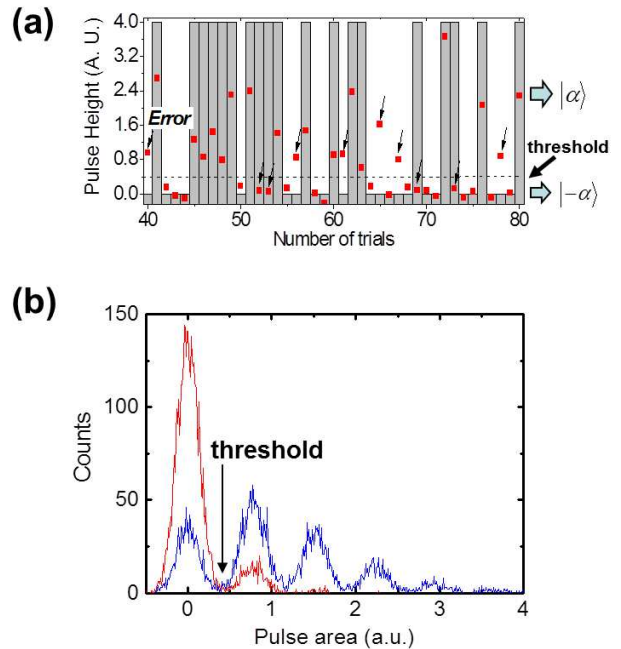 (a)
Pulse Height (A. U.)
4.0
3.2
2.4
1.6
0.8
0.0
Error
|α⟩
threshold
|−α⟩
40 50 60 70 80
Number of trials
(b)
Counts
150
100
50
0
threshold
0 1 2 3 4
Pulse area (a.u.)